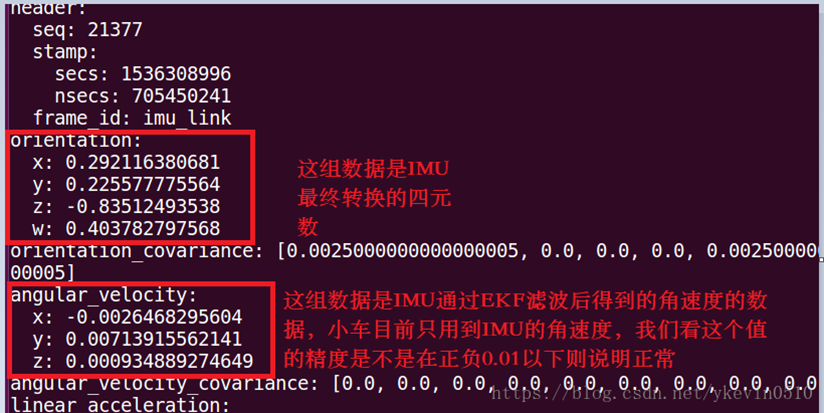 header:
seq: 21377
stamp:
secs: 1536308996
nsecs: 705450241
frame_id: imu_link
orientation:
x: 0.292116380681
y: 0.225577775564
z: -0.83512493538
w: 0.403782797568
这组数据是IMU
最终转换的四元
数
orientation_covariance: [0.0025000000000000005, 0.0, 0.0, 0.0, 0.00250000
00005]
angular_velocity:
x: -0.0026468295604
y: 0.00713915562141
z: 0.000934889274649
这组数据是IMU通过EKF滤波后得到的角速度的数
据，小车目前只用到IMU的角速度，我们看这个值
的精度是不是在正负0.01以下则说明正常
angular_velocity_covariance: [0.0, 0.0, 0.0, 0.0, 0.0, 0.0, 0.0, 0.0, 0.0
https://blog.csdn.net/ykevin0510
linear_acceleration: